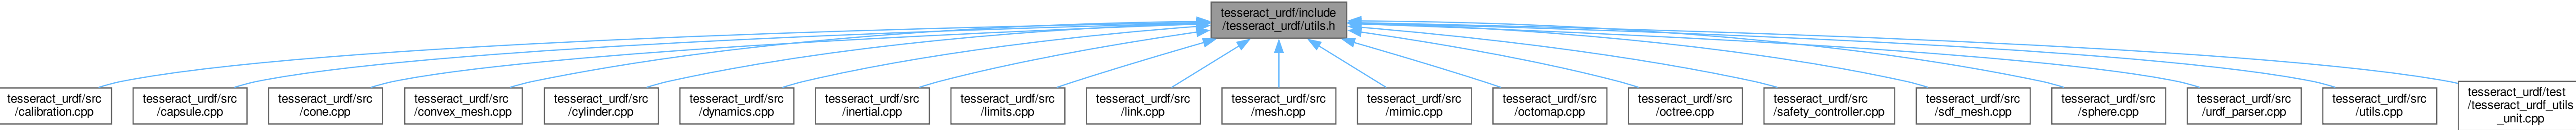 tesseract_urdf/include
/tesseract_urdf/utils.h
tesseract_urdf/src
/calibration.cpp
tesseract_urdf/src
/capsule.cpp
tesseract_urdf/src
/cone.cpp
tesseract_urdf/src
/convex_mesh.cpp
tesseract_urdf/src
/cylinder.cpp
tesseract_urdf/src
/dynamics.cpp
tesseract_urdf/src
/inertial.cpp
tesseract_urdf/src
/limits.cpp
tesseract_urdf/src
/link.cpp
tesseract_urdf/src
/mesh.cpp
tesseract_urdf/src
/mimic.cpp
tesseract_urdf/src
/octomap.cpp
tesseract_urdf/src
/octree.cpp
tesseract_urdf/src
/safety_controller.cpp
tesseract_urdf/src
/sdf_mesh.cpp
tesseract_urdf/src
/sphere.cpp
tesseract_urdf/src
/urdf_parser.cpp
tesseract_urdf/src
/utils.cpp
tesseract_urdf/test
/tesseract_urdf_utils
_unit.cpp